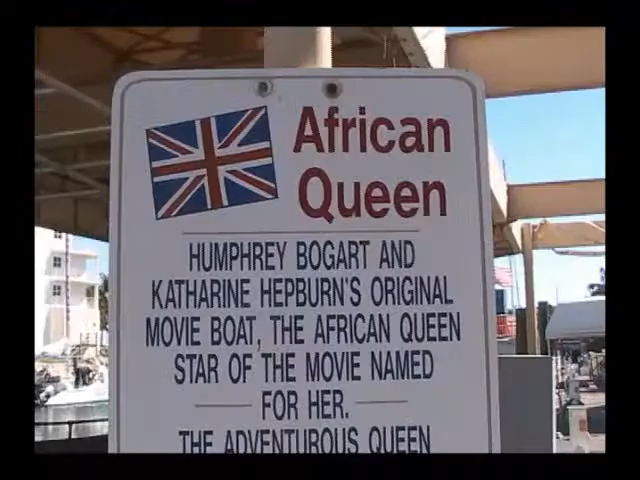 African
Queen
HUMPHREY BOGART AND
KATHARINE HEPBURN'S ORIGINAL
MOVIE BOAT, THE AFRICAN QUEEN
STAR OF THE MOVIE NAMED
FOR HER.
THE ADVENTUROUS QUEEN